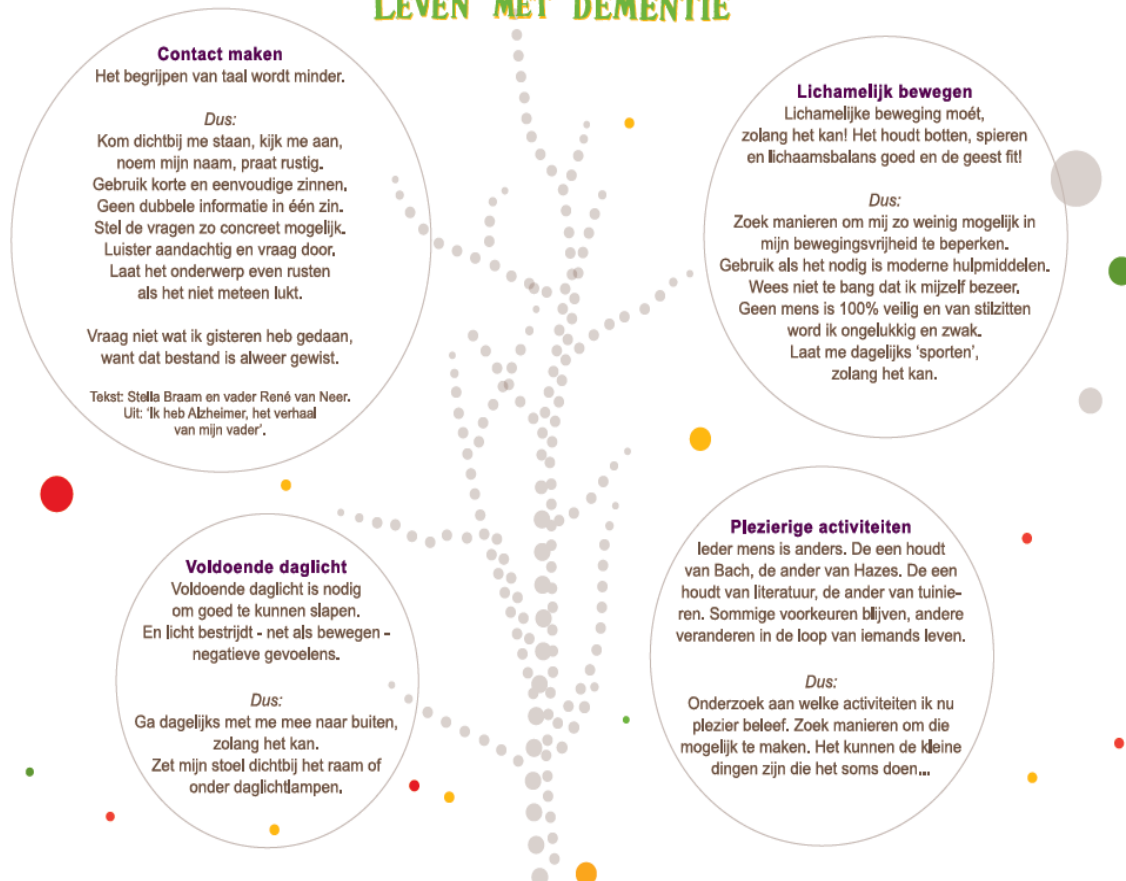 LEVEN MET DEMENTIE
Contact maken
Het begrijpen van taal wordt minder.
Dus:
Kom dichtbij me staan, kijk me aan,
noem mijn naam, praat rustig.
Gebruik korte en eenvoudige zinnen.
Geen dubbele informatie in één zin.
Stel de vragen zo concreet mogelijk.
Luister aandachtig en vraag door.
Laat het onderwerp even rusten
als het niet meteen lukt.
Vraag niet wat ik gisteren heb gedaan,
want dat bestand is alweer gewist.
Tekst: Stella Braam en vader René van Neer.
Uit: ‘Ik heb Alzheimer, het verhaal
van mijn vader’.
Lichamelijk bewegen
Lichamelijke beweging moét,
zolang het kan! Het houdt botten, spieren
en lichaamsbalans goed en de geest fit!
Dus:
Zoek manieren om mij zo weinig mogelijk in
mijn bewegingsvrijheid te beperken.
Gebruik als het nodig is moderne hulpmiddelen.
Wees niet te bang dat ik mijzelf bezeer.
Geen mens is 100% veilig en van stilzitten
word ik ongelukkig en zwak.
Laat me dagelijks ‘sporten’,
zolang het kan.
Voldoende daglicht
Voldoende daglicht is nodig
om goed te kunnen slapen.
En licht bestrijdt - net als bewegen -
negatieve gevoelens.
Dus:
Ga dagelijks met me mee naar buiten,
zolang het kan.
Zet mijn stoel dichtbij het raam of
onder daglichtlampen.
Plezierige activiteiten
Ieder mens is anders. De een houdt
van Bach, de ander van Hazes. De een
houdt van literatuur, de ander van tuinie-
ren. Sommige voorkeuren blijven, andere
veranderen in de loop van iemands leven.
Dus:
Onderzoek aan welke activiteiten ik nu
plezier beleef. Zoek manieren om die
mogelijk te maken. Het kunnen de kleine
dingen zijn die het soms doen...